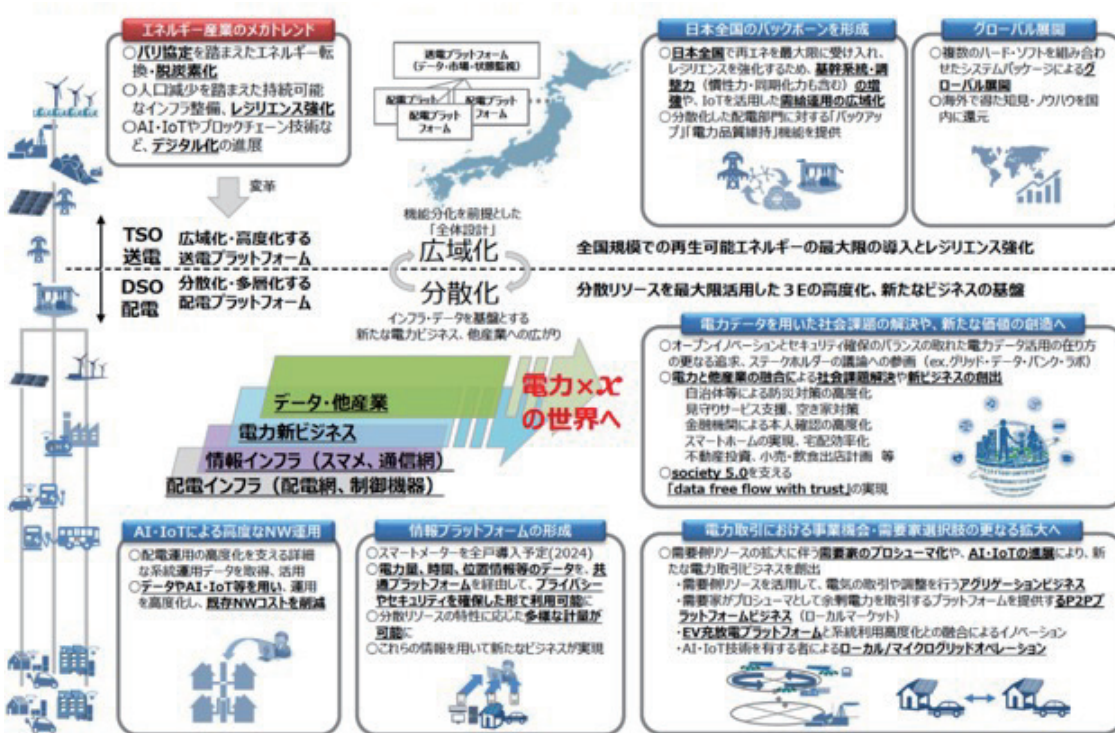 エネルギー産業のメガトレンド
○パリ協定を踏まえたエネルギー転
換・脱炭素化
○人口減少を踏まえた持続可能
なインフラ整備、レジリエンス強化
○AI・IoTやブロックチェーン技術な
ど、デジタル化の進展
変革
送電プラットフォーム
(データ・市場・状態監視)
配電プラット
フォーム
配電プラット
フォーム
配電プラット
フォーム
日本全国のバックボーンを形成
○日本全国で再エネを最大限に受け入れ、
レジリエンスを強化するため、基幹系統・調
整力(慣性力・同期化力も含む)の増
強や、IoTを活用した需給運用の広域化
○分散化した配電部門に対する「バックアッ
プ」「電力品質維持」機能を提供
グローバル展開
○複数のハード・ソフトを組み合わ
せたシステムパッケージによるグ
ローバル展開
○海外で得た知見・ノウハウを国
内に還元
TSO
送電
広域化・高度化する
送電プラットフォーム
機能分化を前提とした
「全体設計」
広域化
全国規模での再生可能エネルギーの最大限の導入とレジリエンス強化
DSO
配電
分散化・多層化する
配電プラットフォーム
分散化
インフラ・データを基盤とする
新たな電力ビジネス、他産業への広がり
分散リソースを最大限活用した3Eの高度化、新たなビジネスの基盤
データ・他産業
電力新ビジネス
情報インフラ(スマメ、通信網)
配電インフラ(配電網、制御機器)
電力×x
の世界へ
電力データを用いた社会課題の解決や、新たな価値の創造へ
○オープンイノベーションとセキュリティ確保のバランスの取れた電力データ活用の在り方
の更なる追求、ステークホルダーの議論への参画(ex.グリッド・データ・バンク・ラボ)
○電力と他産業の融合による社会課題解決や新ビジネスの創出
自治体等による防災対策の高度化
見守りサービス支援、空き家対策
金融機関による本人確認の高度化
スマートホームの実現、宅配効率化
不動産投資、小売・飲食出店計画 等
○society 5.0を支える
「data free flow with trust」の実現
AI・IoTによる高度なNW運用
○配電運用の高度化を支える詳細
な系統運用データを取得、活用
○データやAI・IoT等を用い、運用
を高度化し、既存NWコストを削減
情報プラットフォームの形成
○スマートメーターを全戸導入予定(2024)
○電力量、時間、位置情報等のデータを、共
通プラットフォームを経由して、プライバシー
やセキュリティを確保した形で利用可能に
○分散リソースの特性に応じた多様な計量が
可能に
○これらの情報を用いて新たなビジネスが実現
電力取引における事業機会・需要家選択肢の更なる拡大へ
○需要側リソースの拡大に伴う需要家のプロシューマ化や、AI・IoTの進展により、新
たな電力取引ビジネスを創出
・需要側リソースを活用して、電気の取引や調整を行うアグリゲーションビジネス
・需要家がプロシューマとして余剰電力を取引するプラットフォームを提供するP2Pプ
ラットフォームビジネス(ローカルマーケット)
・EV充放電プラットフォームと系統利用高度化との融合によるイノベーション
・AI・IoT技術を有する者によるローカル/マイクログリッドオペレーション